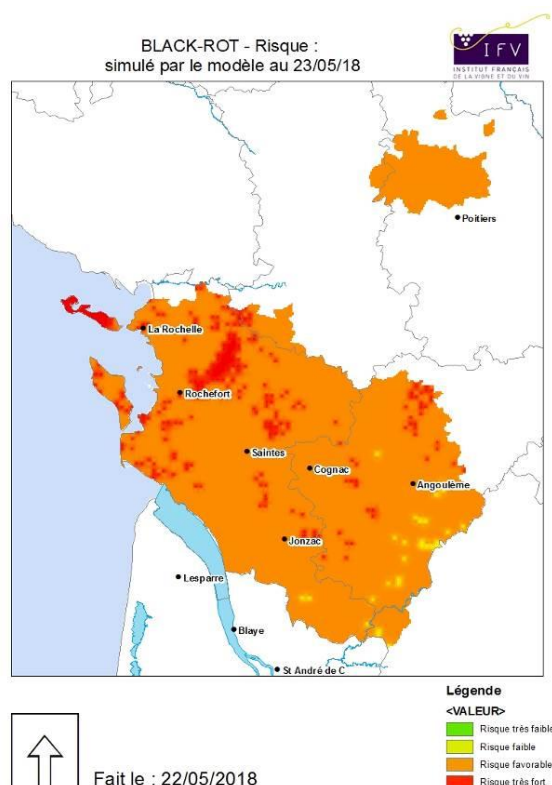 BLACK-ROT - Risque :
simulé par le modèle au 23/05/18
IFV
INSTITUT FRANÇAIS
DE LA VIGNE ET DU VIN
Poitiers
La Rochelle
Rochefort
Saintes
Cognac
Angoulème
Jonzac
Lesparre
Blaye
St André de C
Légende
<VALEUR>
Risque très faible
Risque faible
Risque favorable
Risque très fort
Fait le : 22/05/2018